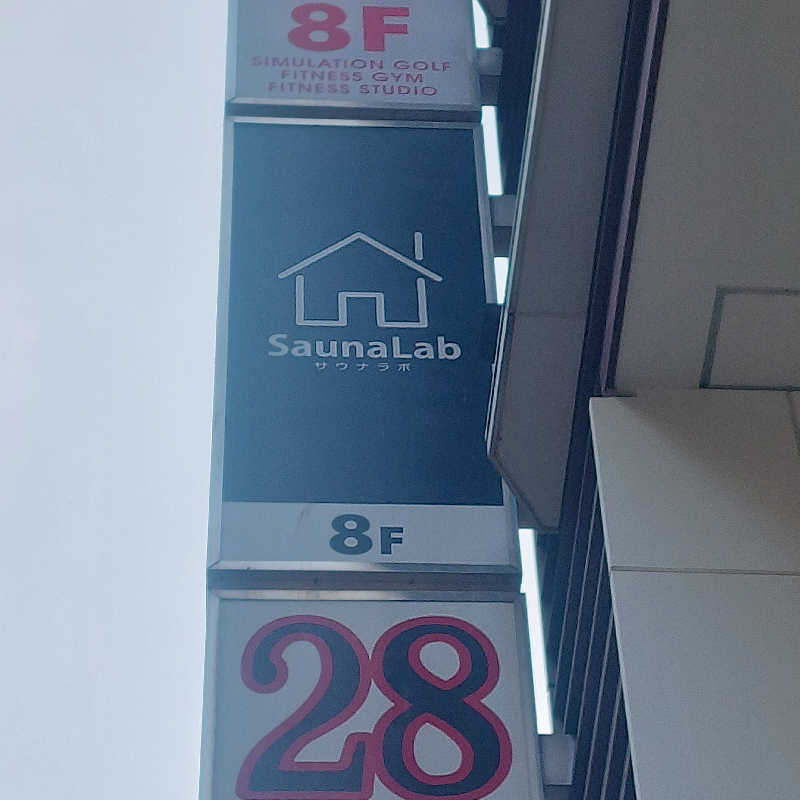 8F
SIMULATION GOLF
FITNESS GYM
FITNESS STUDIO
SaunaLab
サウナラボ
8F
28